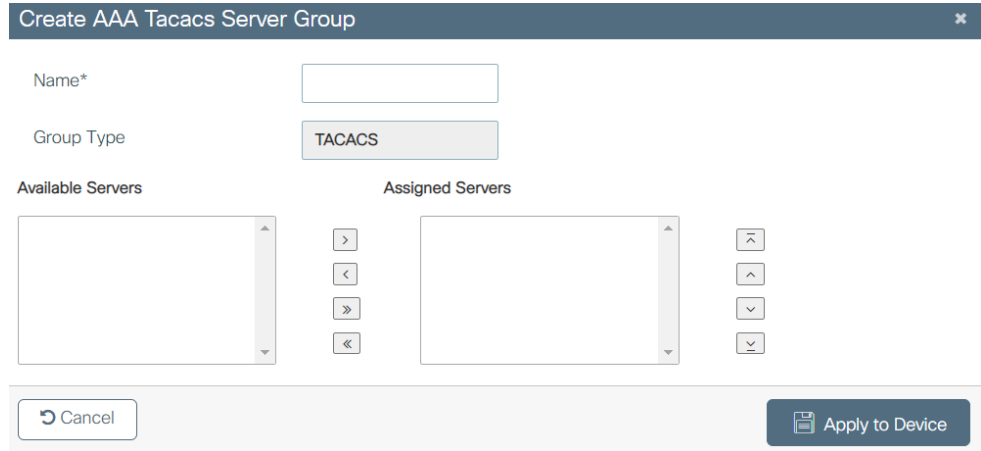 Create AAA Tacacs Server Group
Name*
Group Type
TACACS
Available Servers
Assigned Servers
Cancel
Apply to Device